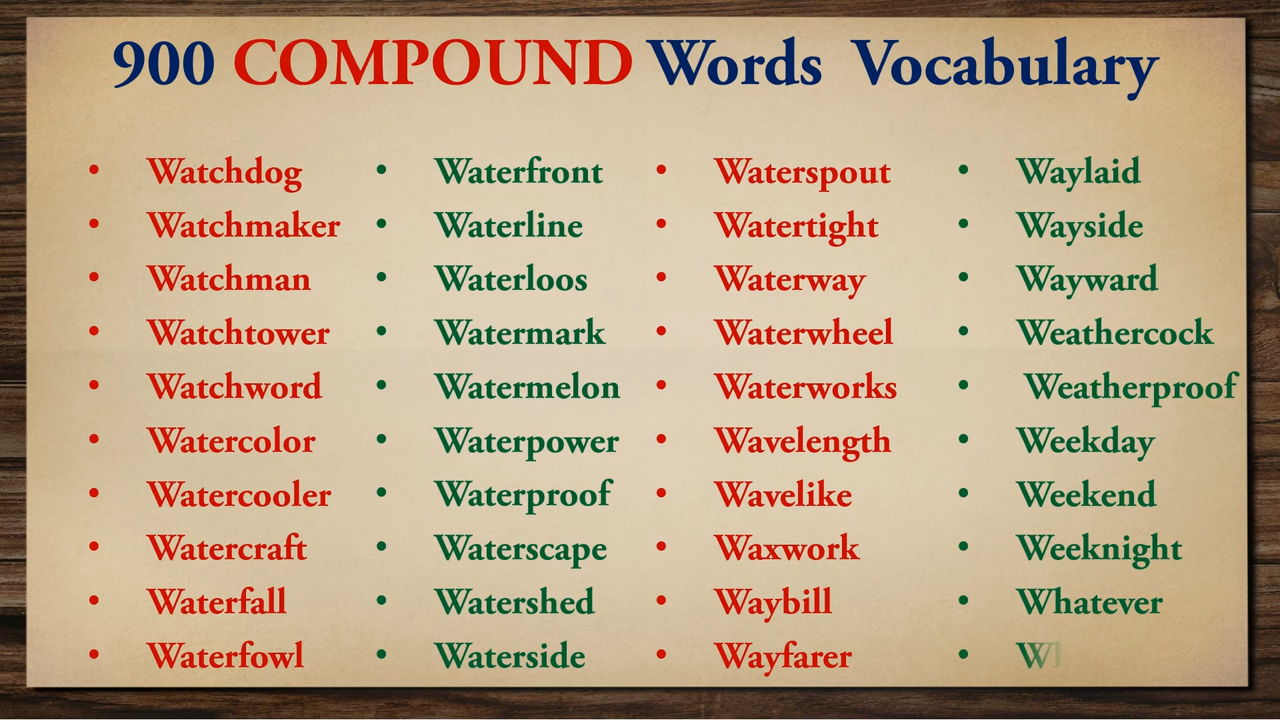 900 COMPOUND Words Vocabulary
• Watchdog
• Watchmaker
• Watchman
• Watchtower
• Watchword
• Watercolor
• Watercooler
• Watercraft
• Waterfall
• Waterfowl
• Waterfront
• Waterline
• Waterloos
• Watermark
• Watermelon
• Waterpower
• Waterproof
• Waterscape
• Watershed
• Waterside
• Waterspout
• Watertight
• Waterway
• Waterwheel
• Waterworks
• Wavelength
• Wavelike
• Waxwork
• Waybill
• Wayfarer
• Waylaid
• Wayside
• Wayward
• Weathercock
• Weatherproof
• Weekday
• Weekend
• Weeknight
• Whatever